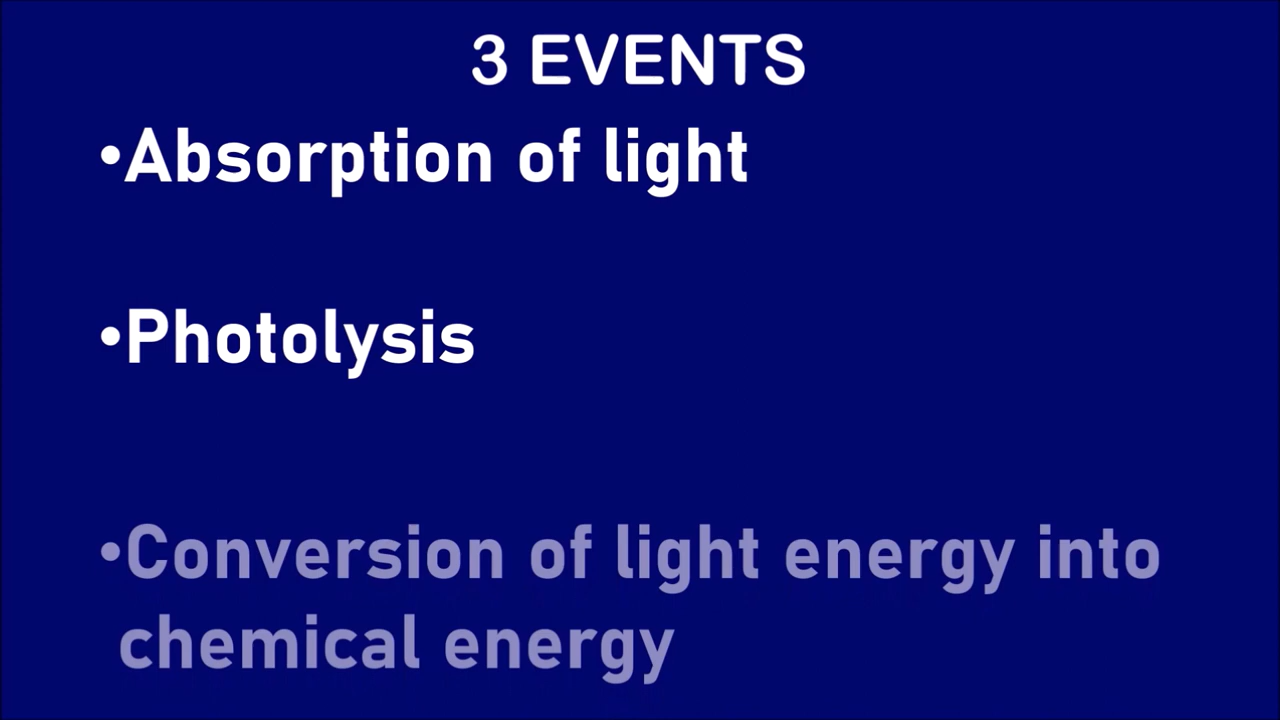 3 EVENTS
•Absorption of light
•Photolysis
•Conversion of light energy into
chemical energy